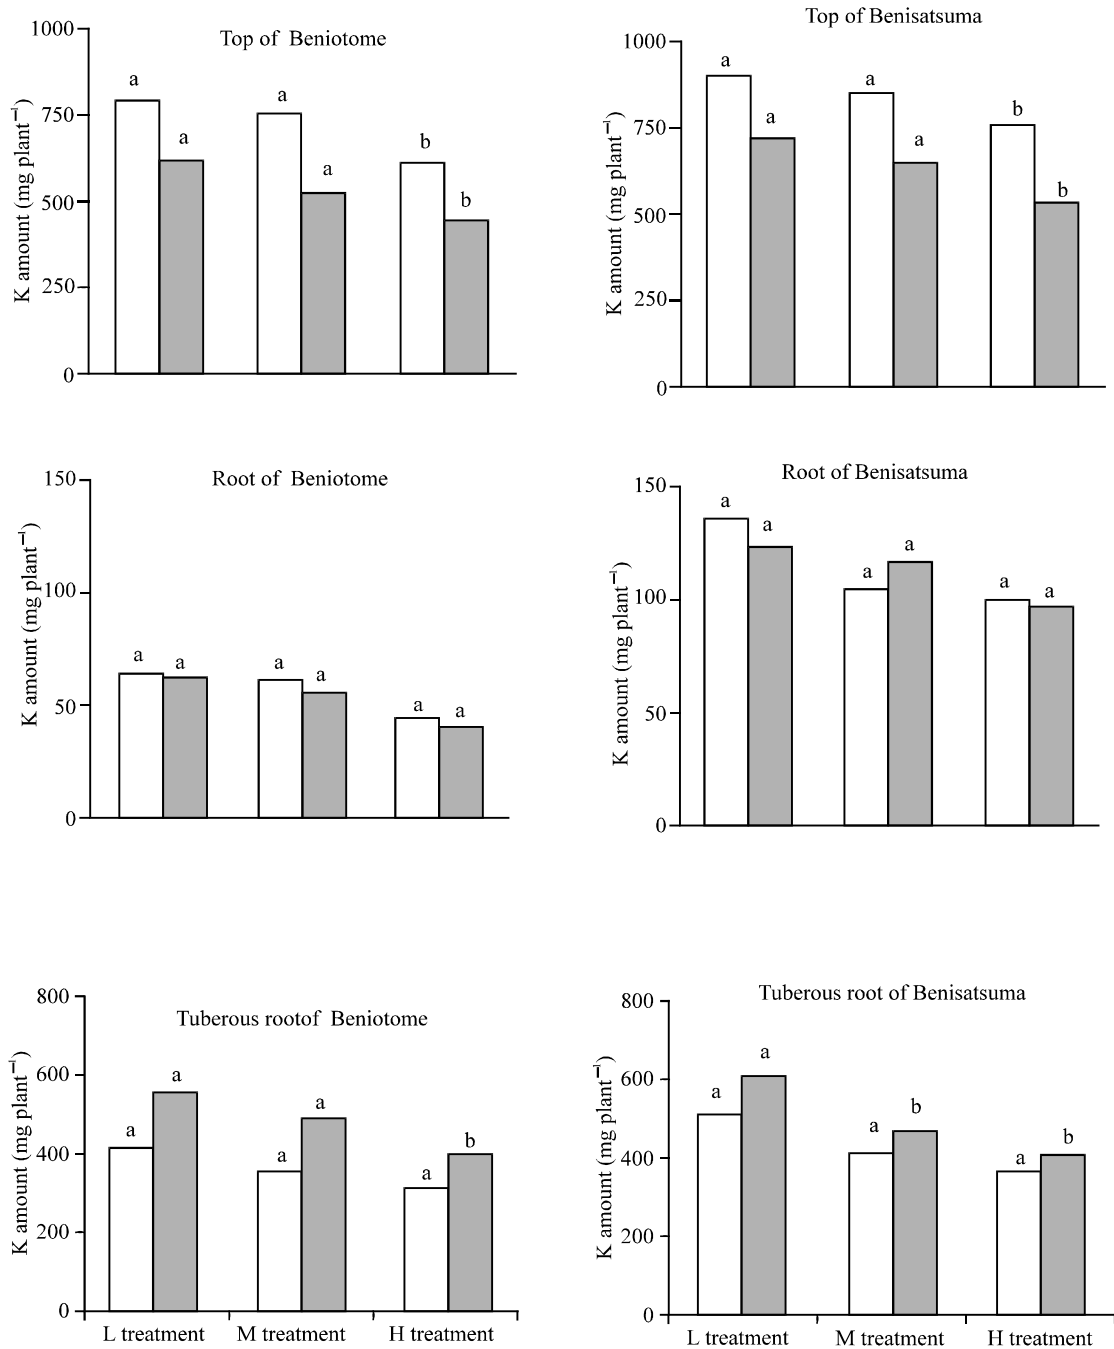 Top of Beniotome
1000
750
500
250
0
K amount (mg plant⁻¹)
a
a
a
a
b
b
Top of Benisatsuma
1000
750
500
250
0
K amount (mg plant⁻¹)
a
a
a
a
b
b
Root of Beniotome
150
100
50
0
K amount (mg plant⁻¹)
a
a
a
a
a
a
Root of Benisatsuma
150
100
50
0
K amount (mg plant⁻¹)
a
a
a
a
a
a
Tuberous rootof Beniotome
800
600
400
200
0
K amount (mg plant⁻¹)
a
a
a
a
a
b
L treatment
M treatment
H treatment
Tuberous root of Benisatsuma
800
600
400
200
0
K amount (mg plant⁻¹)
a
a
a
b
a
b
L treatment
M treatment
H treatment